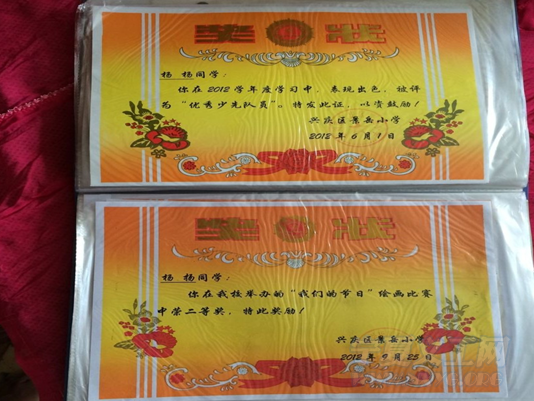 奖 状
杨 杨同学：
你在2012学年度学习中，表现出色，被评
为“优秀少先队员”。特发此证，以资鼓励！
兴庆区景岳小学
2012年6月1日
奖 状
杨 杨同学：
你在我校举办的“我们的节日”绘画比赛
中荣二等奖，特此奖励！
兴庆区景岳小学
2012年9月25日